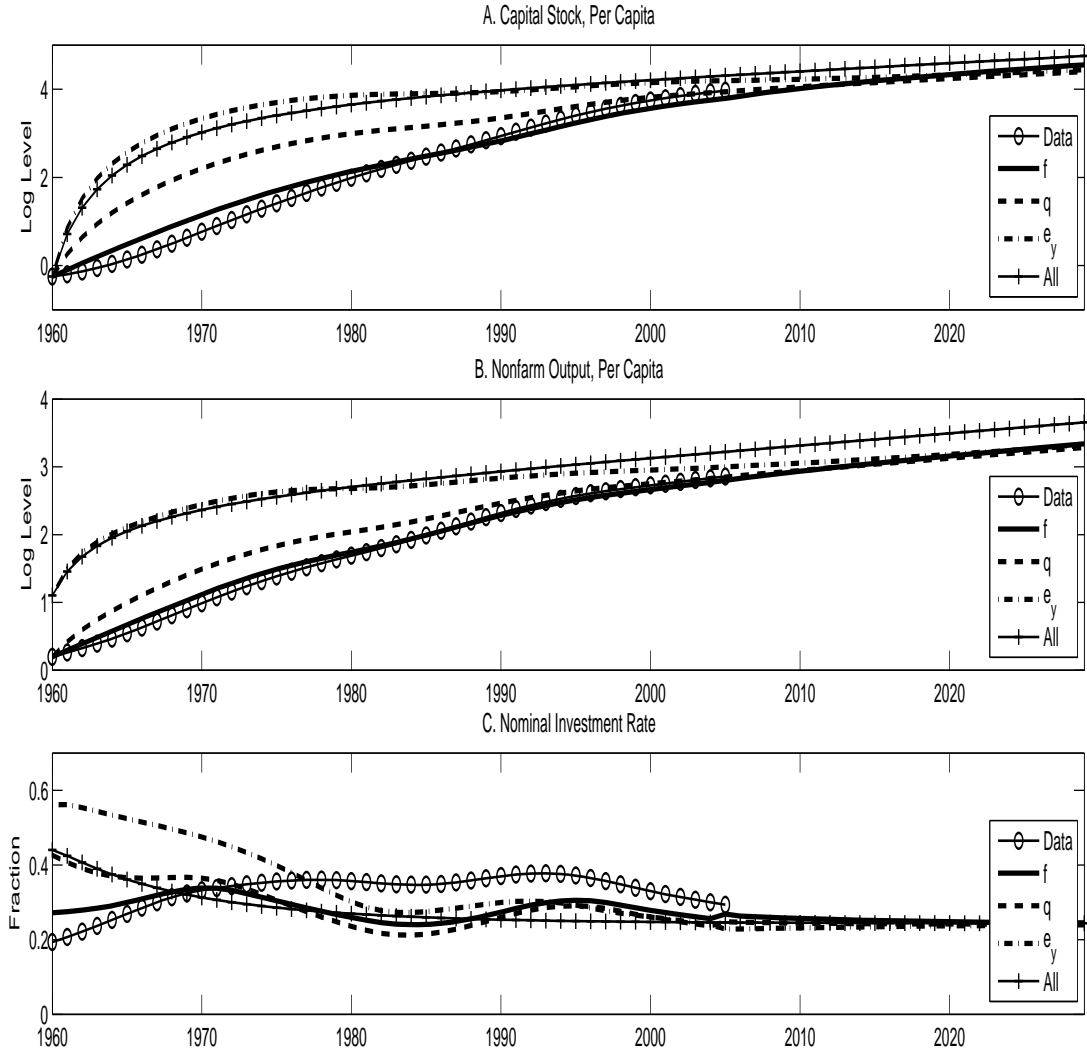 A. Capital Stock, Per Capita
4
2
0
Log Level
Data
f
q
e_y
All
1960 1970 1980 1990 2000 2010 2020
B. Nonfarm Output, Per Capita
4
3
2
1
0
Log Level
Data
f
q
e_y
All
1960 1970 1980 1990 2000 2010 2020
C. Nominal Investment Rate
0.6
0.4
0.2
0
Fraction
Data
f
q
e_y
All
1960 1970 1980 1990 2000 2010 2020